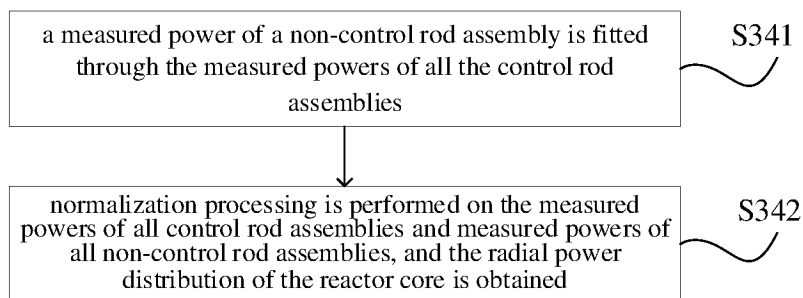 a measured power of a non-control rod assembly is fitted
through the measured powers of all the control rod
assemblies
S341
normalization processing is performed on the measured
powers of all control rod assemblies and measured powers of
all non-control rod assemblies, and the radial power
distribution of the reactor core is obtained
S342